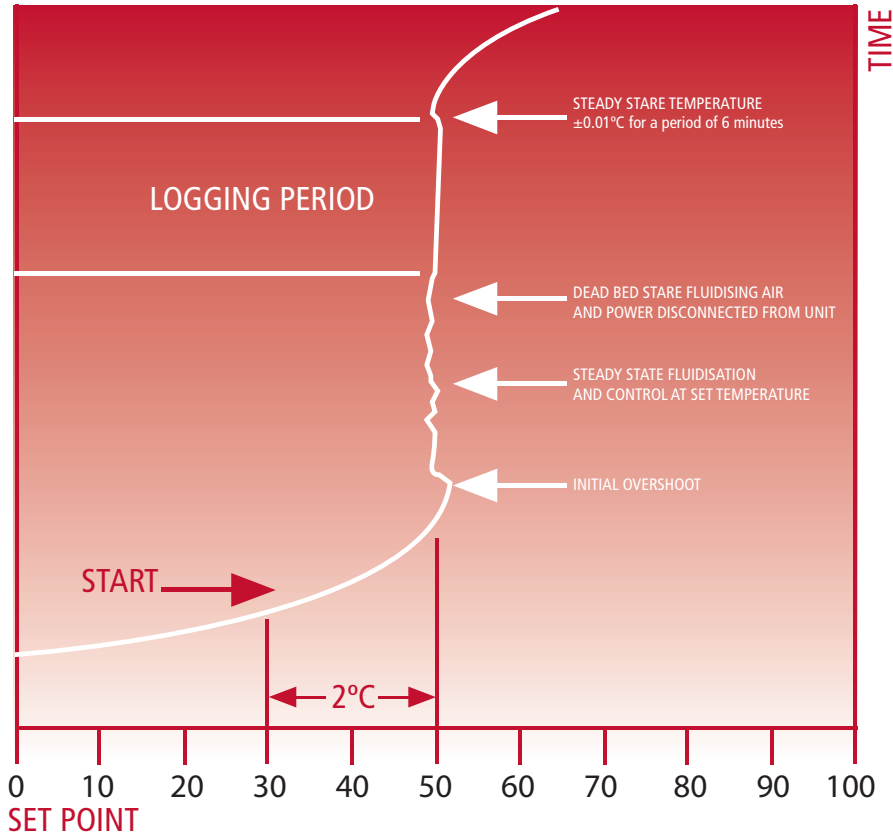 TIME
STEADY STARE TEMPERATURE
±0.01ºC for a period of 6 minutes
LOGGING PERIOD
DEAD BED STARE FLUIDISING AIR
AND POWER DISCONNECTED FROM UNIT
STEADY STATE FLUIDISATION
AND CONTROL AT SET TEMPERATURE
INITIAL OVERSHOOT
START
2ºC
0 10 20 30 40 50 60 70 80 90 100
SET POINT